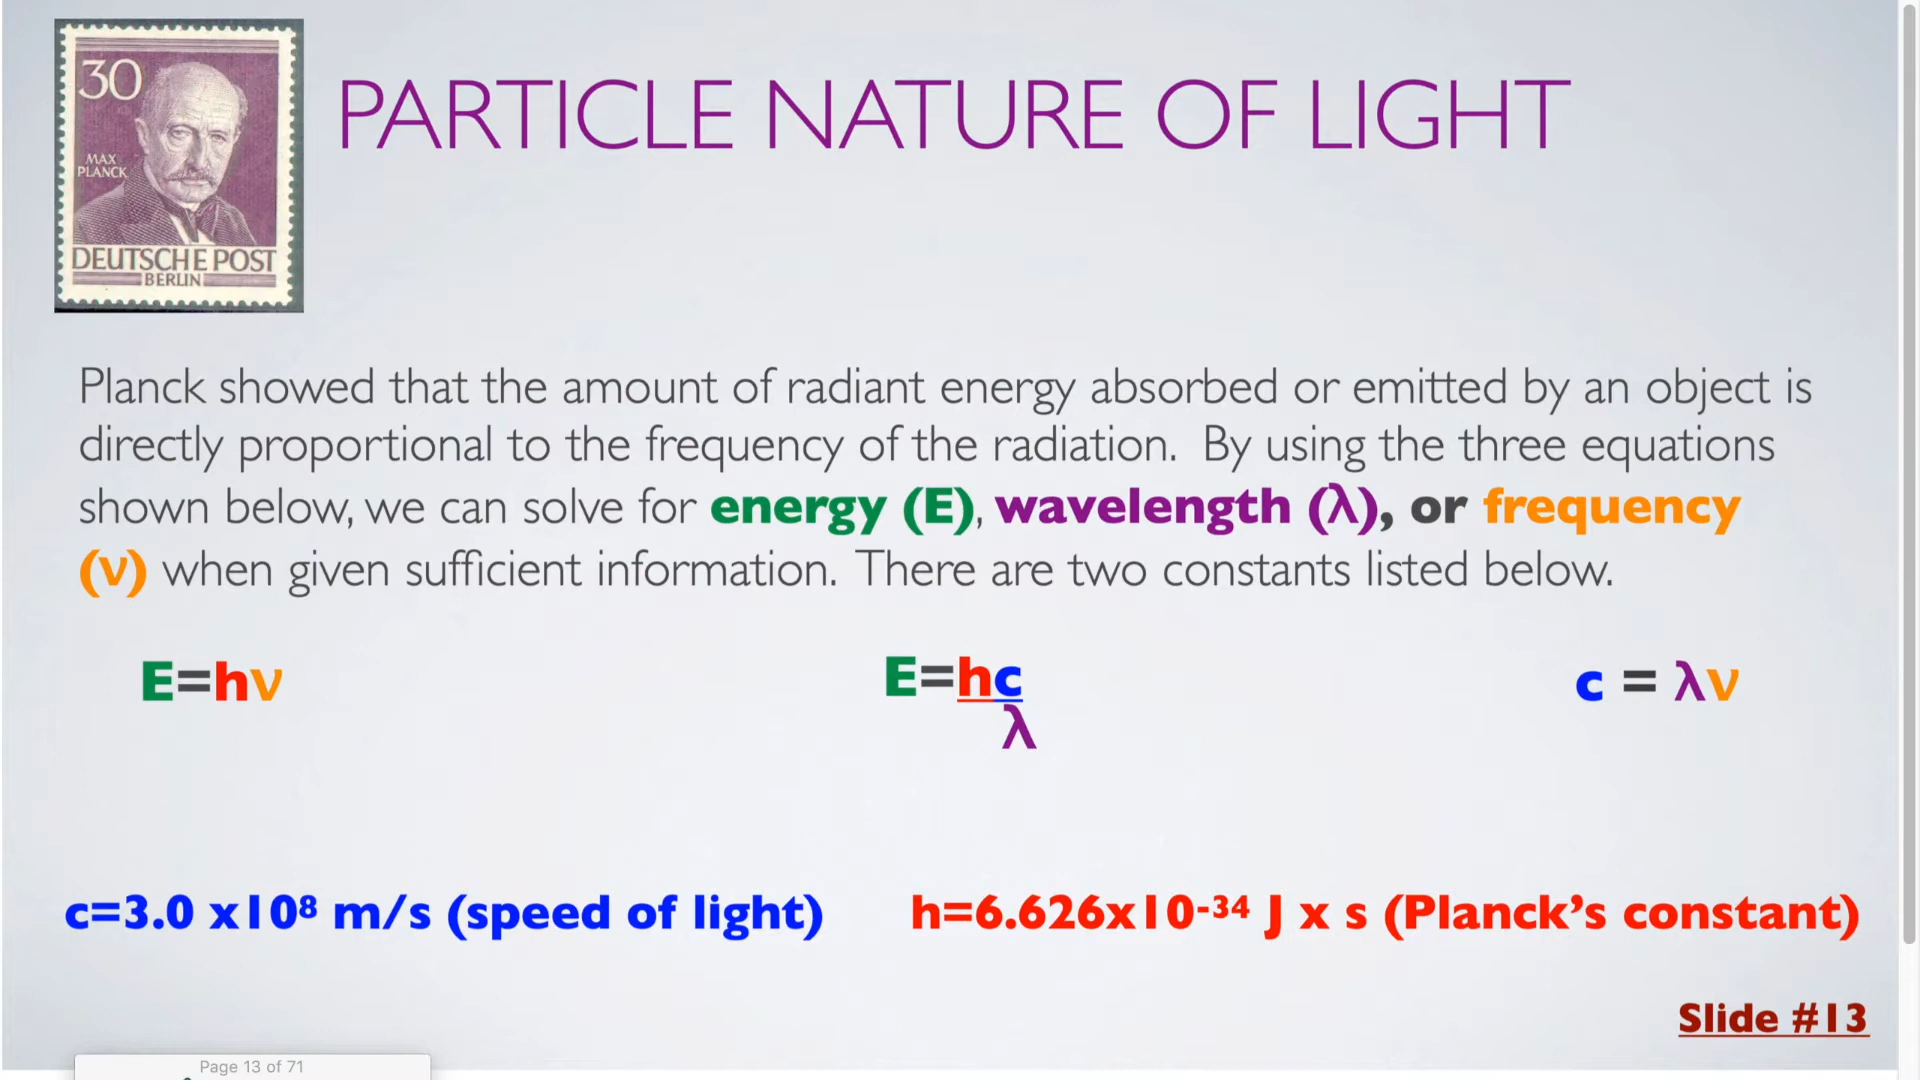 30
MAX
PLANCK
DEUTSCHE POST
BERLIN
PARTICLE NATURE OF LIGHT
Planck showed that the amount of radiant energy absorbed or emitted by an object is
directly proportional to the frequency of the radiation. By using the three equations
shown below, we can solve for energy (E), wavelength (λ), or frequency
(ν) when given sufficient information. There are two constants listed below.
E=hν
E=hc
λ
c = λν
c=3.0 x10⁸ m/s (speed of light)
h=6.626x10⁻³⁴ J x s (Planck’s constant)
Slide #13
Page 13 of 71